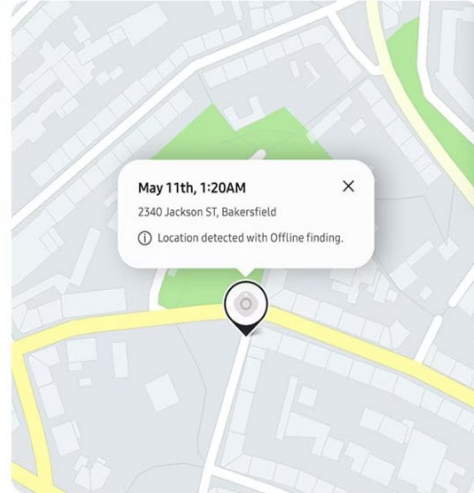 May 11th, 1:20AM
2340 Jackson ST, Bakersfield
Location detected with Offline finding.